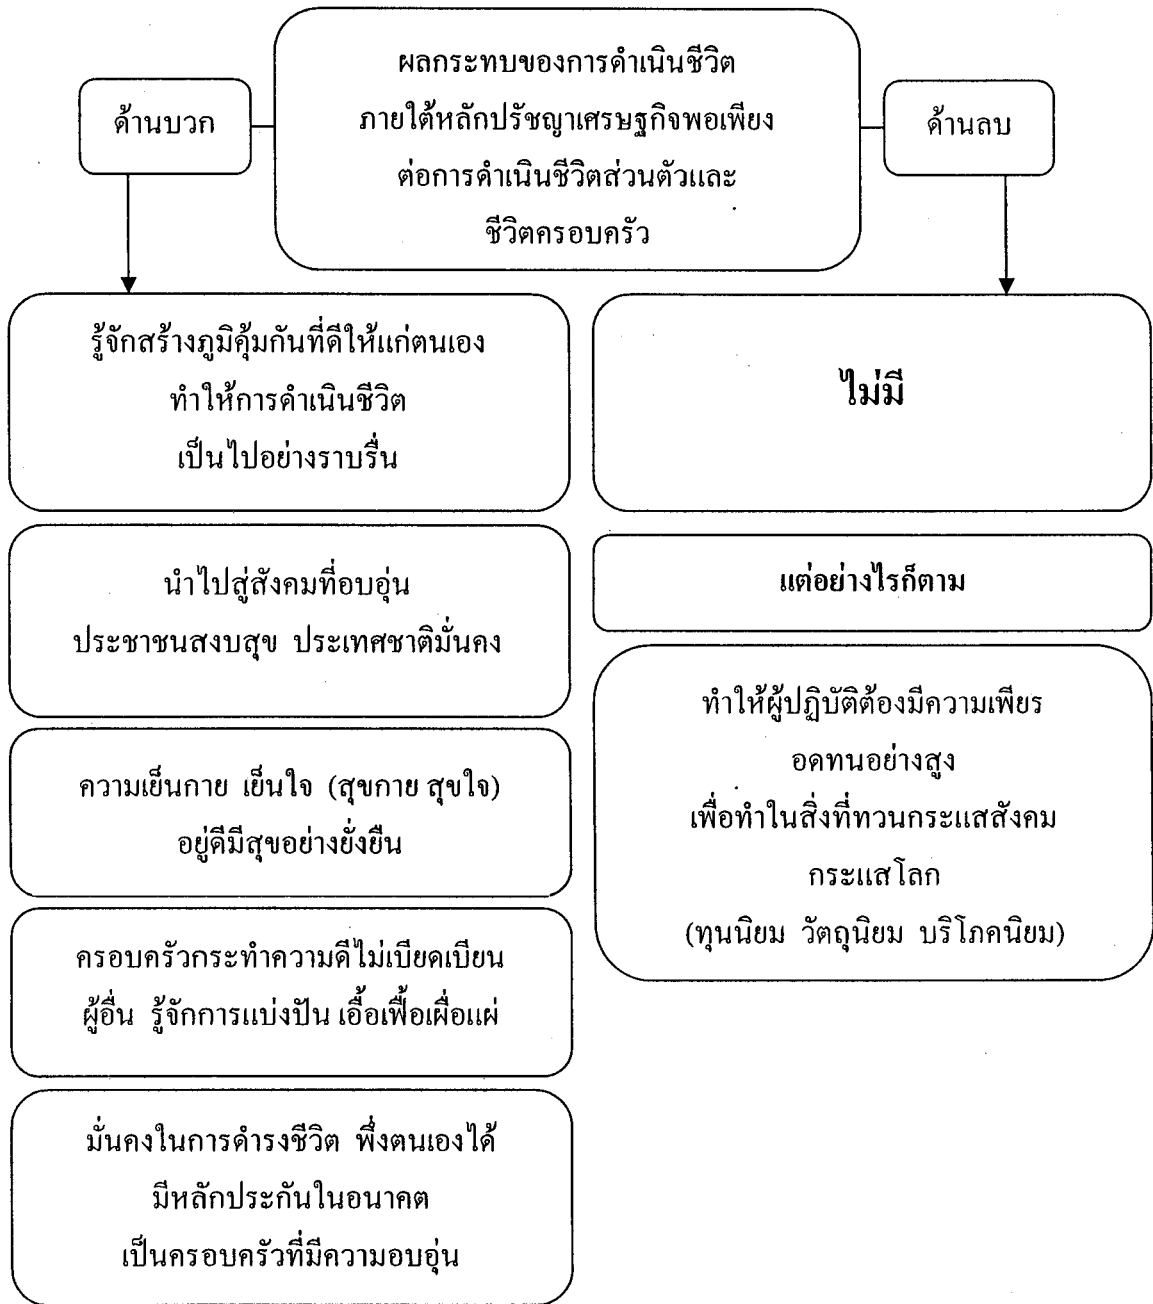 ผลกระทบของการดำเนินชีวิต
ภายใต้หลักปรัชญาเศรษฐกิจพอเพียง
ต่อการดำเนินชีวิตส่วนตัวและ
ชีวิตครอบครัว
ด้านบวก
ด้านลบ
รู้จักสร้างภูมิคุ้มกันที่ดีให้แก่ตนเอง
ทำให้การดำเนินชีวิต
เป็นไปอย่างราบรื่น
นำไปสู่สังคมที่อบอุ่น
ประชาชนสงบสุข ประเทศชาติมั่นคง
ความเย็นกาย เย็นใจ (สุขกาย สุขใจ)
อยู่ดีมีสุขอย่างยั่งยืน
ครอบครัวกระทำความดีไม่เบียดเบียน
ผู้อื่น รู้จักการแบ่งปัน เอื้อเฟื้อเผื่อแผ่
มั่นคงในการดำรงชีวิต พึ่งตนเองได้
มีหลักประกันในอนาคต
เป็นครอบครัวที่มีความอบอุ่น
ไม่มี
แต่อย่างไรก็ตาม
ทำให้ผู้ปฏิบัติต้องมีความเพียร
อดทนอย่างสูง
เพื่อทำในสิ่งที่ทวนกระแสสังคม
กระแสโลก
(ทุนนิยม วัตถุนิยม บริโภคนิยม)